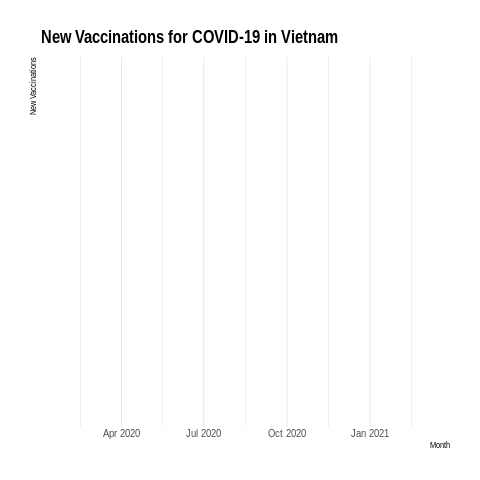 New Vaccinations for COVID-19 in Vietnam
New Vaccinations
Apr 2020
Jul 2020
Oct 2020
Jan 2021
Month